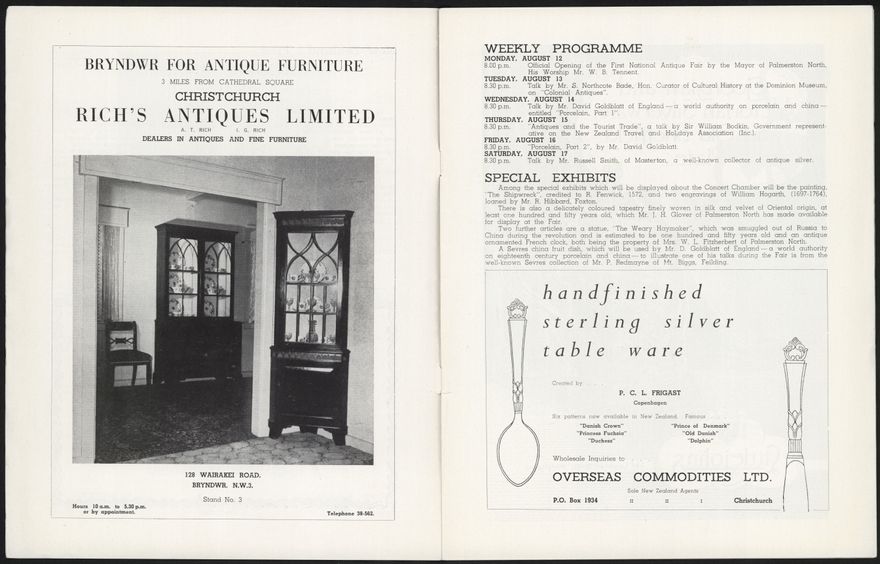 BRYNDWR FOR ANTIQUE FURNITURE
3 MILES FROM CATHEDRAL SQUARE
CHRISTCHURCH
RICH'S ANTIQUES LIMITED
A. T. RICH I. G. RICH
DEALERS IN ANTIQUES AND FINE FURNITURE
128 WAIRAKEI ROAD,
BRYNDWR, N.W.3.
Stand No. 3
Hours 10 a.m. to 5.30 p.m.
or by appointment.
Telephone 38-562.
WEEKLY PROGRAMME
MONDAY, AUGUST 12
8.00 p.m. Official Opening of the First National Antique Fair by the Mayor of Palmerston North,
His Worship Mr. W. B. Tennent.
TUESDAY, AUGUST 13
8.30 p.m. Talk by Mr. S. Northcote Bade, Hon. Curator of Cultural History at the Dominion Museum,
on "Colonial Antiques".
WEDNESDAY, AUGUST 14
8.30 p.m. Talk by Mr. David Goldblatt of England — a world authority on porcelain and china —
entitled "Porcelain, Part 1".
THURSDAY, AUGUST 15
8.30 p.m. "Antiques and the Tourist Trade", a talk by Sir William Bodkin, Government represent-
ative on the New Zealand Travel and Holidays Association (Inc.).
FRIDAY, AUGUST 16
8.30 p.m. "Porcelain, Part 2", by Mr. David Goldblatt.
SATURDAY, AUGUST 17
8.30 p.m. Talk by Mr. Russell Smith, of Masterton, a well-known collector of antique silver.
SPECIAL EXHIBITS
Among the special exhibits which will be displayed about the Concert Chamber will be the painting,
"The Shipwreck", credited to R. Fenwick, 1572, and two engravings of William Hogarth, (1697-1764),
loaned by Mr. R. Hibbard, Foxton.
There is also a delicately coloured tapestry finely woven in silk and velvet of Oriental origin, at
least one hundred and fifty years old, which Mr. J. H. Glover of Palmerston North has made available
for display at the Fair.
Two further articles are a statue, "The Weary Haymaker", which was smuggled out of Russia to
China during the revolution and is estimated to be one hundred and fifty years old and an antique
ornamented French clock, both being the property of Mrs. W. L. Fitzherbert of Palmerston North.
A Sevres china fruit dish, which will be used by Mr. D. Goldblatt of England — a world authority
on eighteenth century porcelain and china — to illustrate one of his talks during the Fair is from the
well-known Sevres collection of Mr. P. Redmayne of Mt. Biggs, Feilding.
handfinished
sterling silver
table ware
Created by . . .
P. C. L. FRIGAST
Copenhagen
Six patterns now available in New Zealand. Famous . . .
"Danish Crown" "Prince of Denmark"
"Princess Fuchsia" "Old Danish"
"Duchess" "Dolphin"
Wholesale Inquiries to . . .
OVERSEAS COMMODITIES LTD.
Sole New Zealand Agents
P.O. Box 1934 :: :: : Christchurch